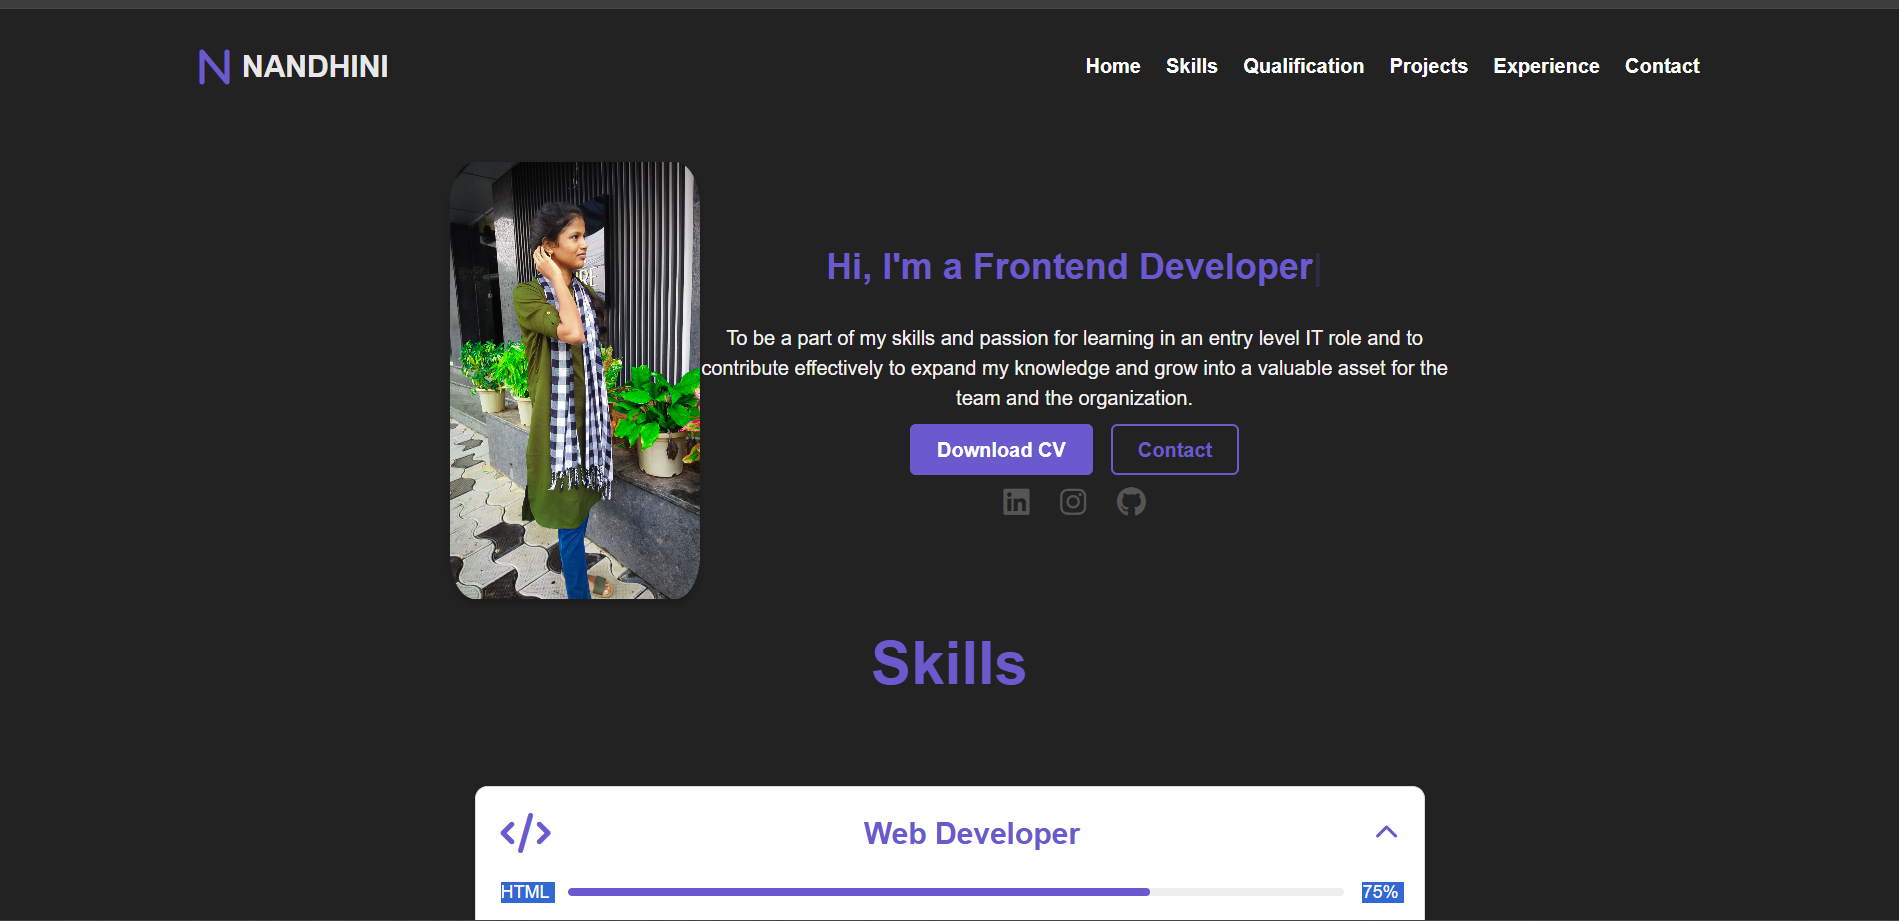 N NANDHINI
Home Skills Qualification Projects Experience Contact
Hi, I'm a Frontend Developer
To be a part of my skills and passion for learning in an entry level IT role and to
contribute effectively to expand my knowledge and grow into a valuable asset for the
team and the organization.
Download CV Contact
Skills
Web Developer
HTML 75%